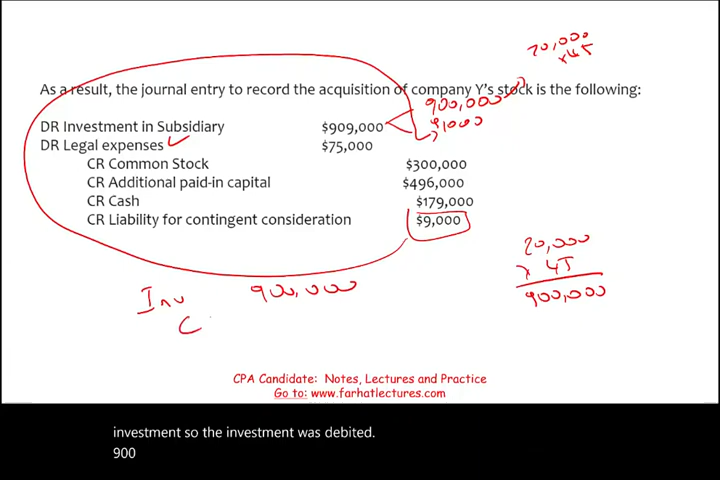 20,000
x 45
As a result, the journal entry to record the acquisition of company Y's stock is the following:
900,000
9,000
DR Investment in Subsidiary $909,000
DR Legal expenses $75,000
CR Common Stock $300,000
CR Additional paid-in capital $496,000
CR Cash $179,000
CR Liability for contingent consideration $9,000
20,000
x 45
900,000
Inv 900,000
C
CPA Candidate: Notes, Lectures and Practice
Go to: www.farhatlectures.com
investment so the investment was debited.
900